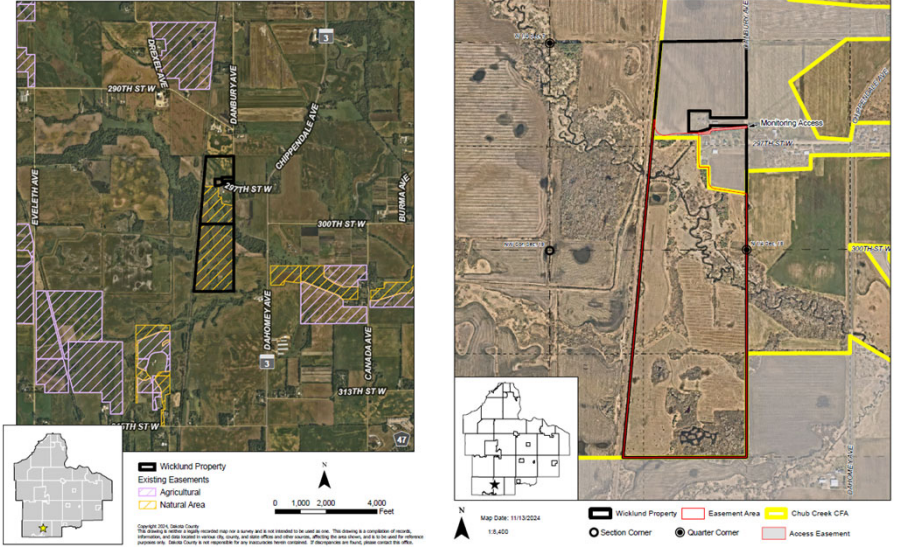 3
DREXEL AVE
290TH ST W
DANBURY AVE
CHIPPENDALE AVE
EVELETH AVE
297TH ST W
BURMA AVE
300TH ST W
DAHOMEY AVE
3
CANADA AVE
313TH ST W
47
Wicklund Property
Existing Easements
Agricultural
Natural Area
N
0 1,000 2,000 4,000
Feet
Copyright 2024, Dakota County
This drawing is neither a legally recorded map nor a survey and is not intended to be used as one. This drawing is a compilation of records,
information, and data located in various city, county, and state offices and other sources, affecting the area shown, and is to be used for reference
purposes only. Dakota County is not responsible for any inaccuracies herein contained. If discrepancies are found, please contact this office.
CHIPPENDALE AVE
Monitoring Access
297TH ST W
300TH ST W
DAHOMEY AVE
N
Map Date: 11/13/2024
1:8,400
Wicklund Property
Easement Area
Chub Creek CFA
Section Corner
Quarter Corner
Access Easement